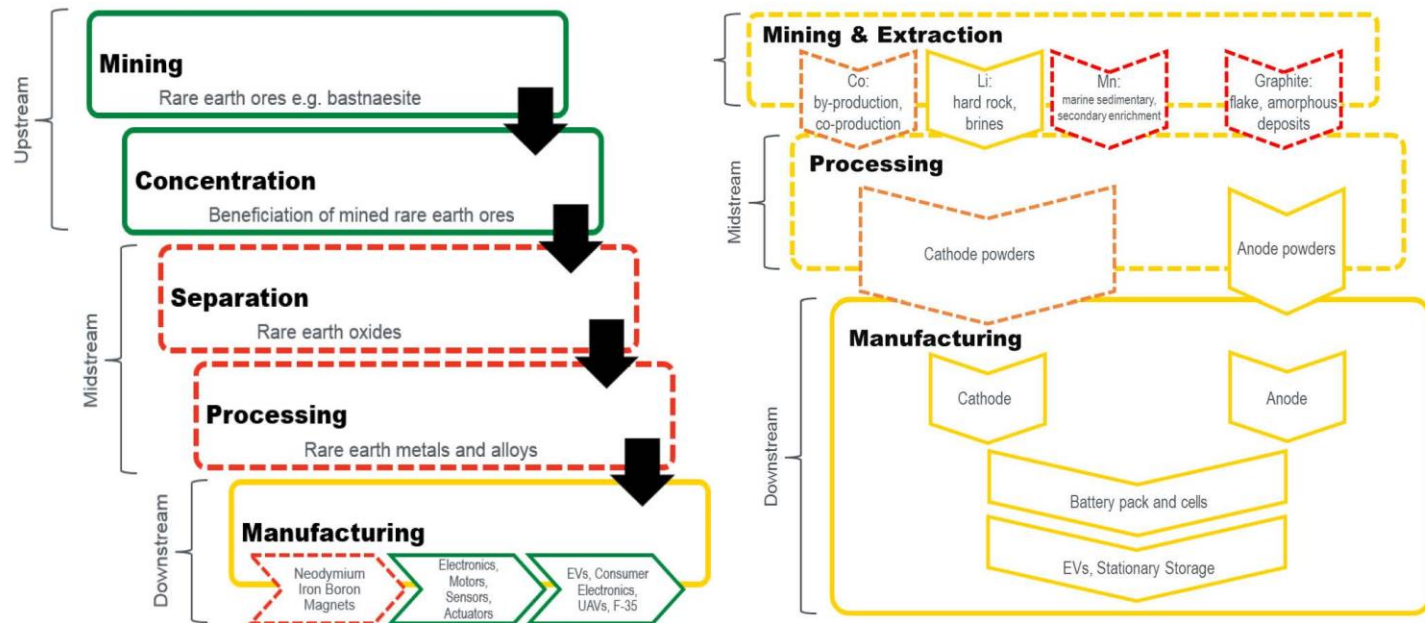 Upstream
Mining
Rare earth ores e.g. bastnaesite
Concentration
Beneficiation of mined rare earth ores
Midstream
Separation
Rare earth oxides
Processing
Rare earth metals and alloys
Downstream
Manufacturing
Neodymium
Iron Boron
Magnets
Electronics,
Motors,
Sensors,
Actuators
EVs, Consumer
Electronics,
UAVs, F-35
Mining & Extraction
Co:
by-production,
co-production
Li:
hard rock,
brines
Mn:
marine sedimentary,
secondary enrichment
Graphite:
flake, amorphous
deposits
Midstream
Processing
Cathode powders
Anode powders
Downstream
Manufacturing
Cathode
Anode
Battery pack and cells
EVs, Stationary Storage